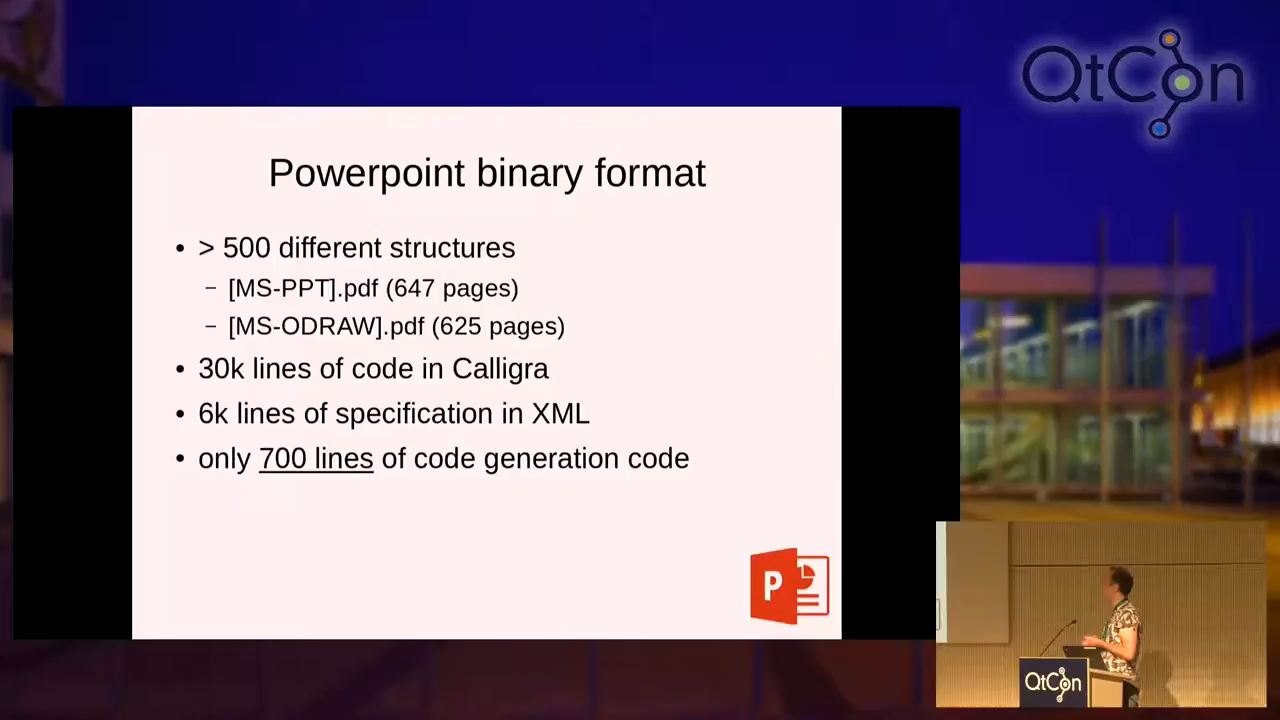 QtCon
Powerpoint binary format
• > 500 different structures
– [MS-PPT].pdf (647 pages)
– [MS-ODRAW].pdf (625 pages)
• 30k lines of code in Calligra
• 6k lines of specification in XML
• only 700 lines of code generation code
P
QtCon